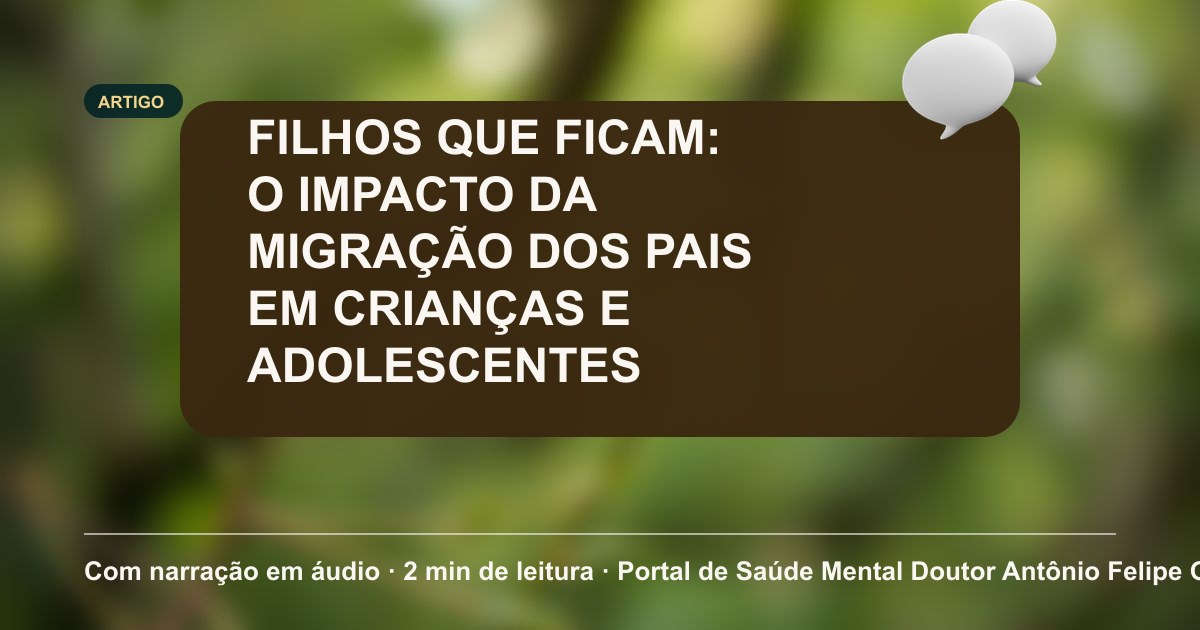 ARTIGO
FILHOS QUE FICAM:
O IMPACTO DA
MIGRAÇÃO DOS PAIS
EM CRIANÇAS E
ADOLESCENTES
Com narração em áudio · 2 min de leitura · Portal de Saúde Mental Doutor Antônio Felipe